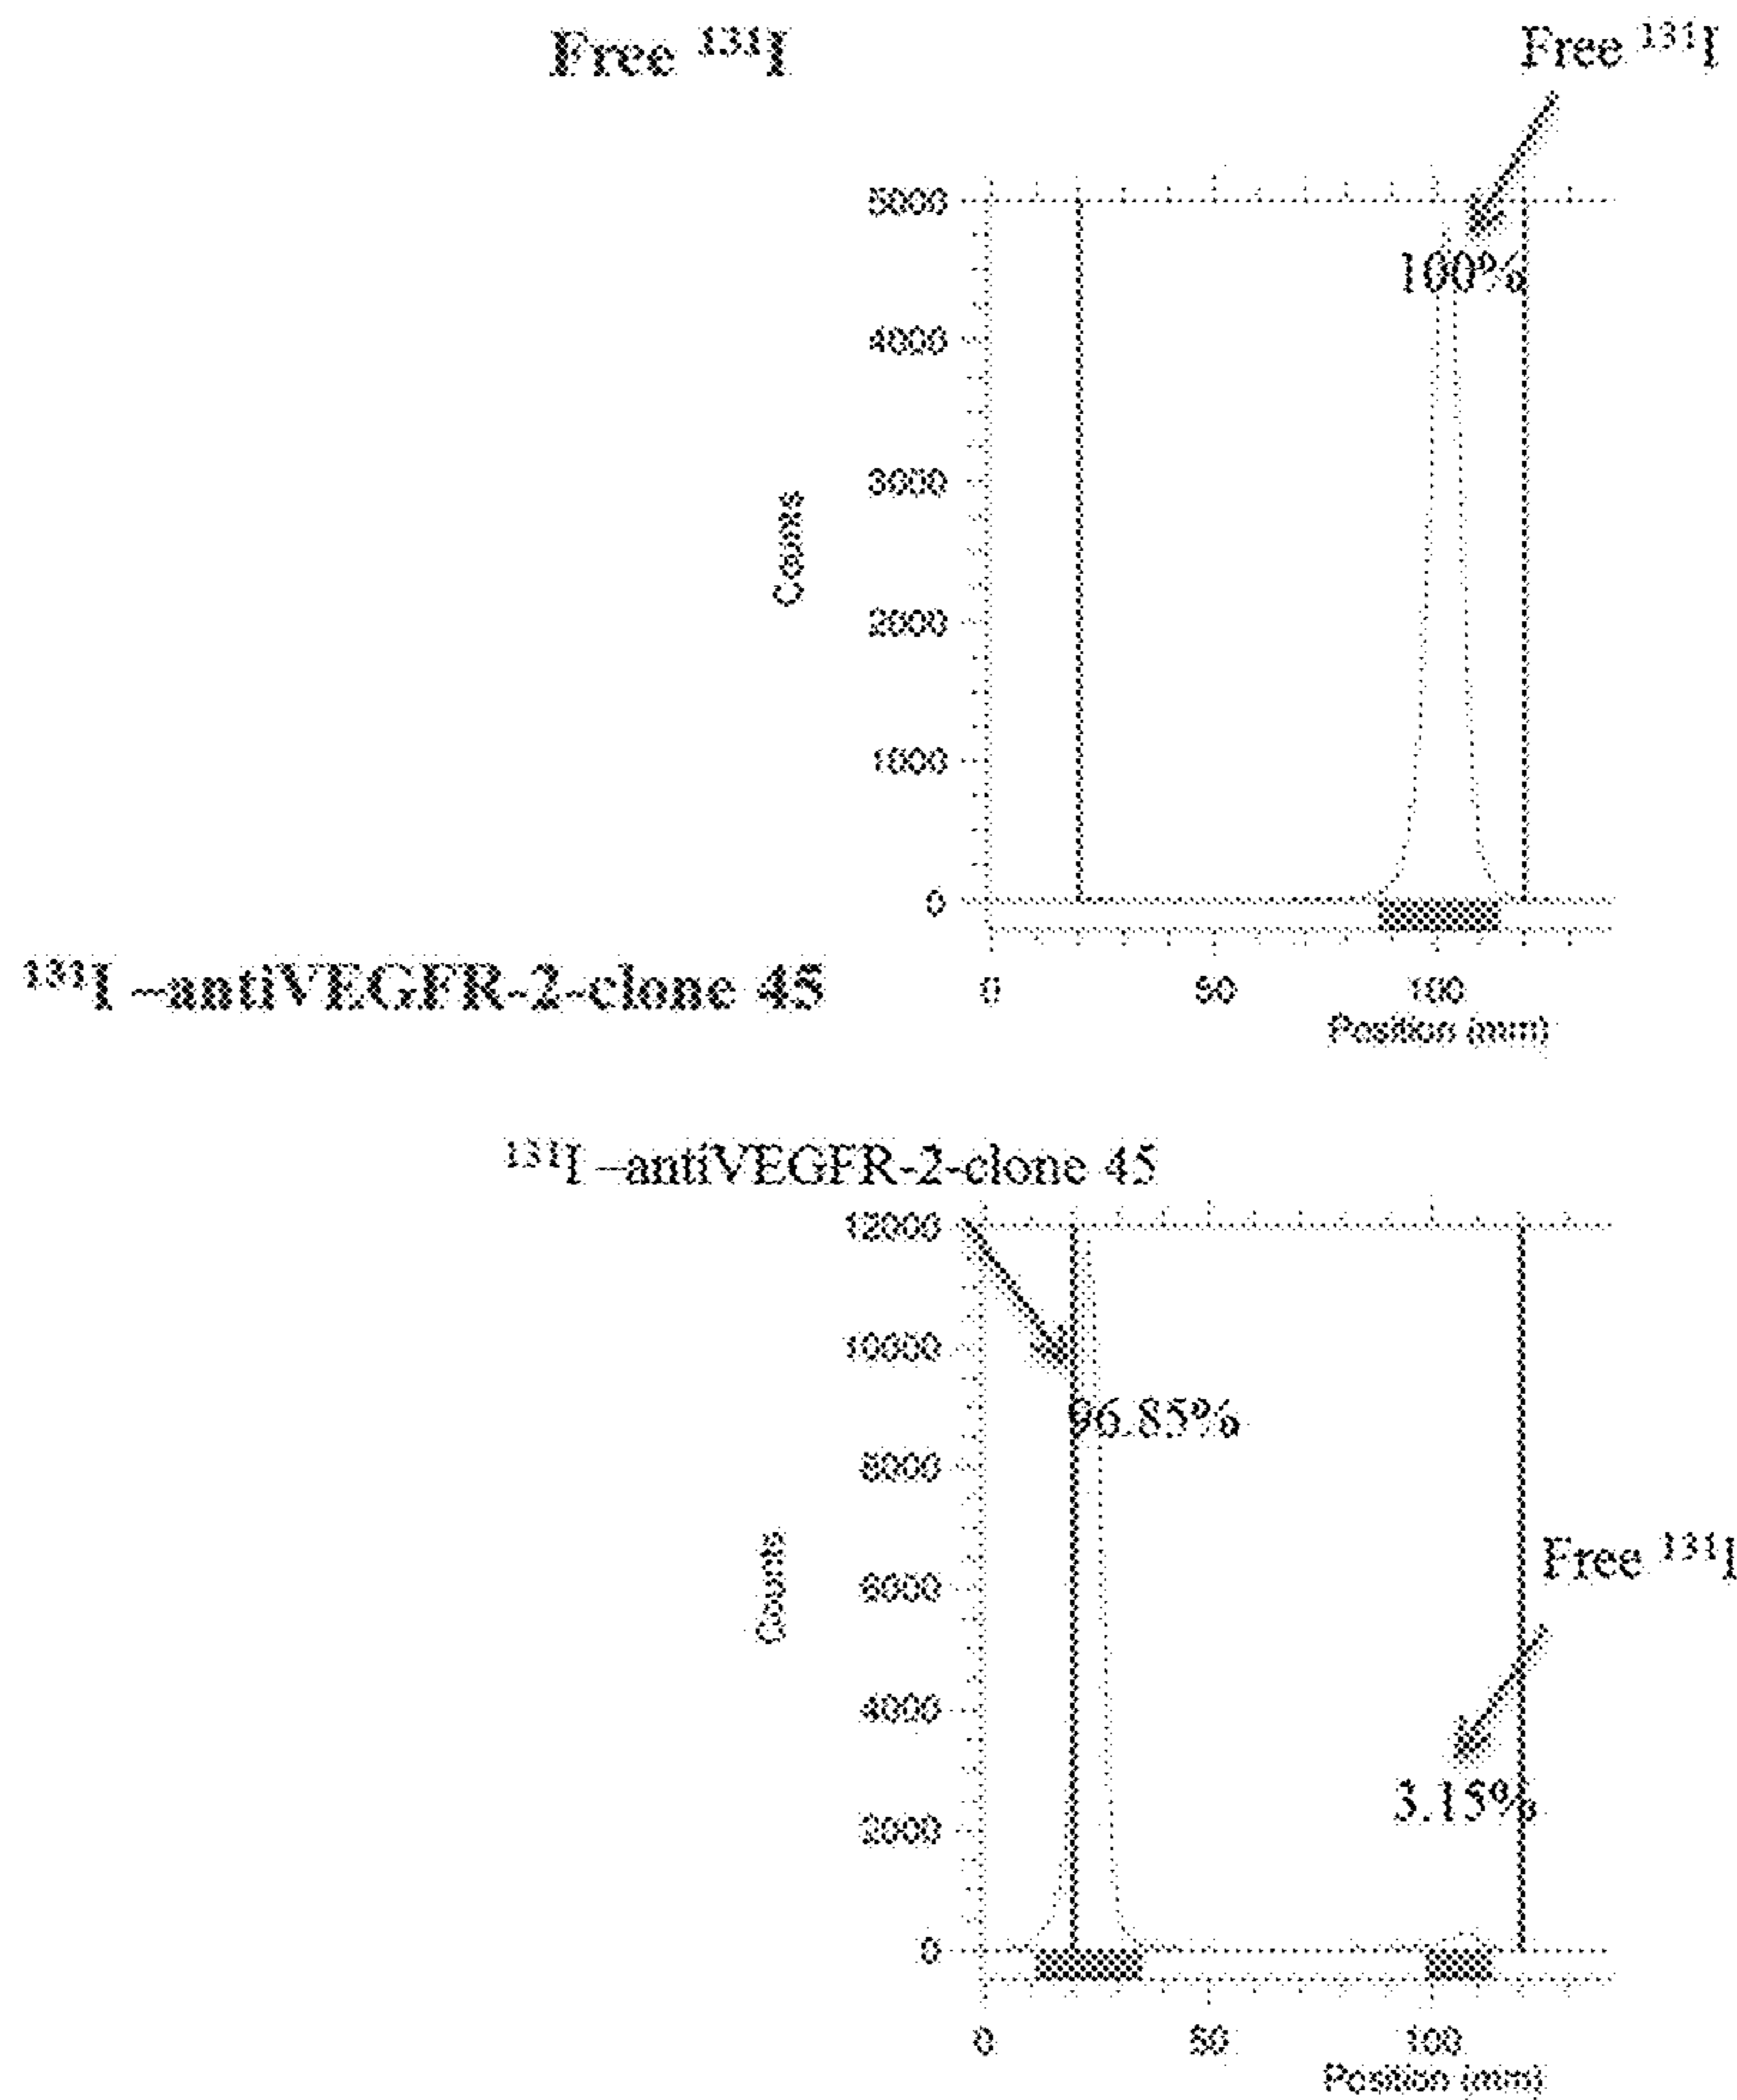 Free ¹³¹I
Free ¹³¹I
5000
100%
4000
3000
Counts
2000
1000
0
¹³¹I –antiVEGFR-2-clone 45
0 50 100
Position (mm)
¹³¹I –antiVEGFR-2-clone 45
12000
10000
96.85%
8000
Counts
Free ¹³¹I
6000
4000
3.15%
2000
0
0 50 100
Position (mm)